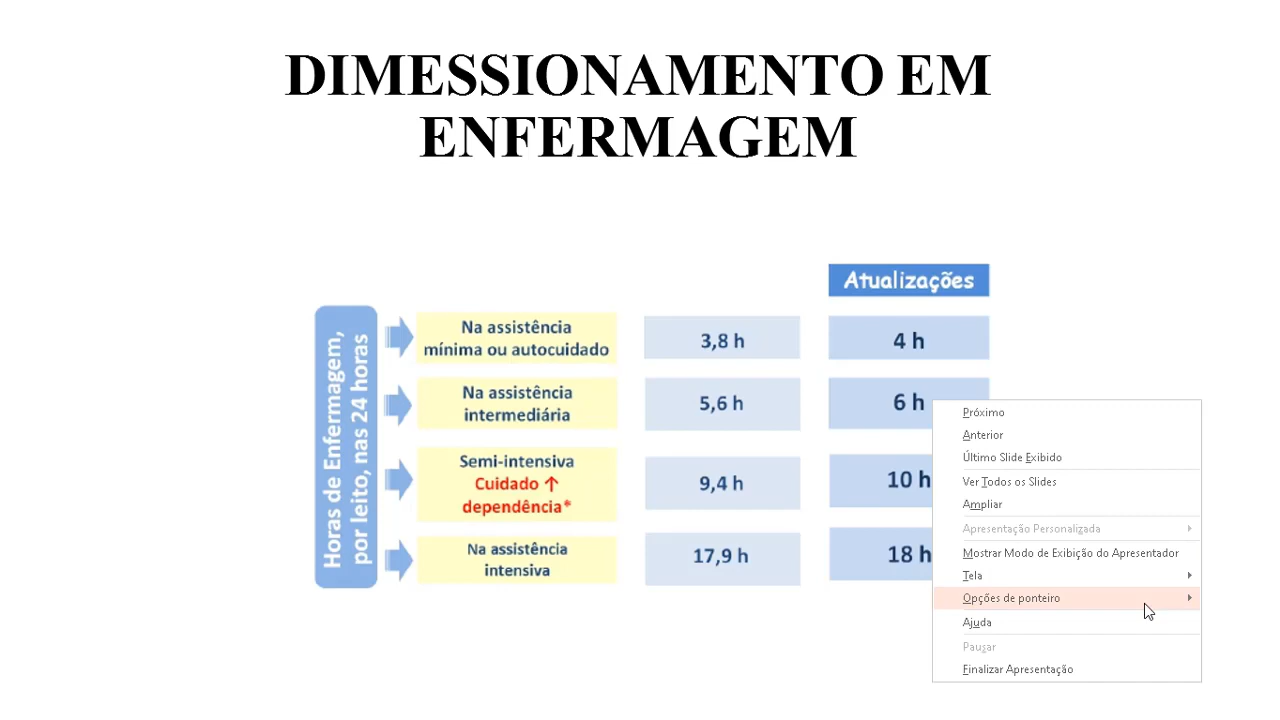 DIMESSIONAMENTO EM
ENFERMAGEM
Atualizações
Horas de Enfermagem,
por leito, nas 24 horas
Na assistência
mínima ou autocuidado
3,8 h
4 h
Na assistência
intermediária
5,6 h
6 h
Semi-intensiva
Cuidado ↑
dependência*
9,4 h
10 h
Na assistência
intensiva
17,9 h
18 h
Próximo
Anterior
Último Slide Exibido
Ver Todos os Slides
Ampliar
Apresentação Personalizada
Mostrar Modo de Exibição do Apresentador
Tela
Opções de ponteiro
Ajuda
Pausar
Finalizar Apresentação